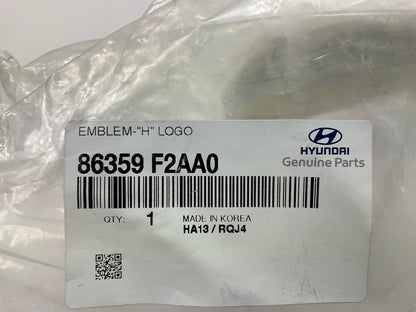 EMBLEM-"H" LOGO
86359 F2AA0
HYUNDAI
Genuine Parts
QTY: 1
MADE IN KOREA
HA13 / RQJ4